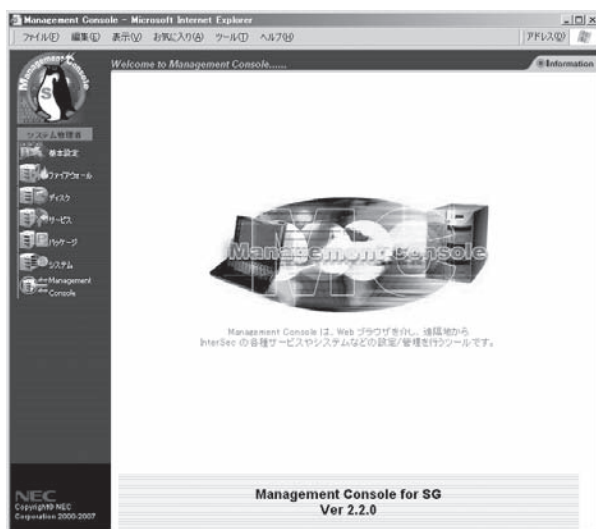 Management Console - Microsoft Internet Explorer
ファイル(F) 編集(E) 表示(V) お気に入り(A) ツール(T) ヘルプ(H) アドレス(D)
Management Console
S
Welcome to Management Console......
Information
システム管理者
基本設定
ファイアウォール
ディスク
サービス
パッケージ
システム
Management
Console
MC
Management Console
Management Console は、Web ブラウザを介し、遠隔地から
InterSec の各種サービスやシステムなどの設定/管理を行うツールです。
NEC
Copyright© NEC
Corporation 2000-2007
Management Console for SG
Ver 2.2.0